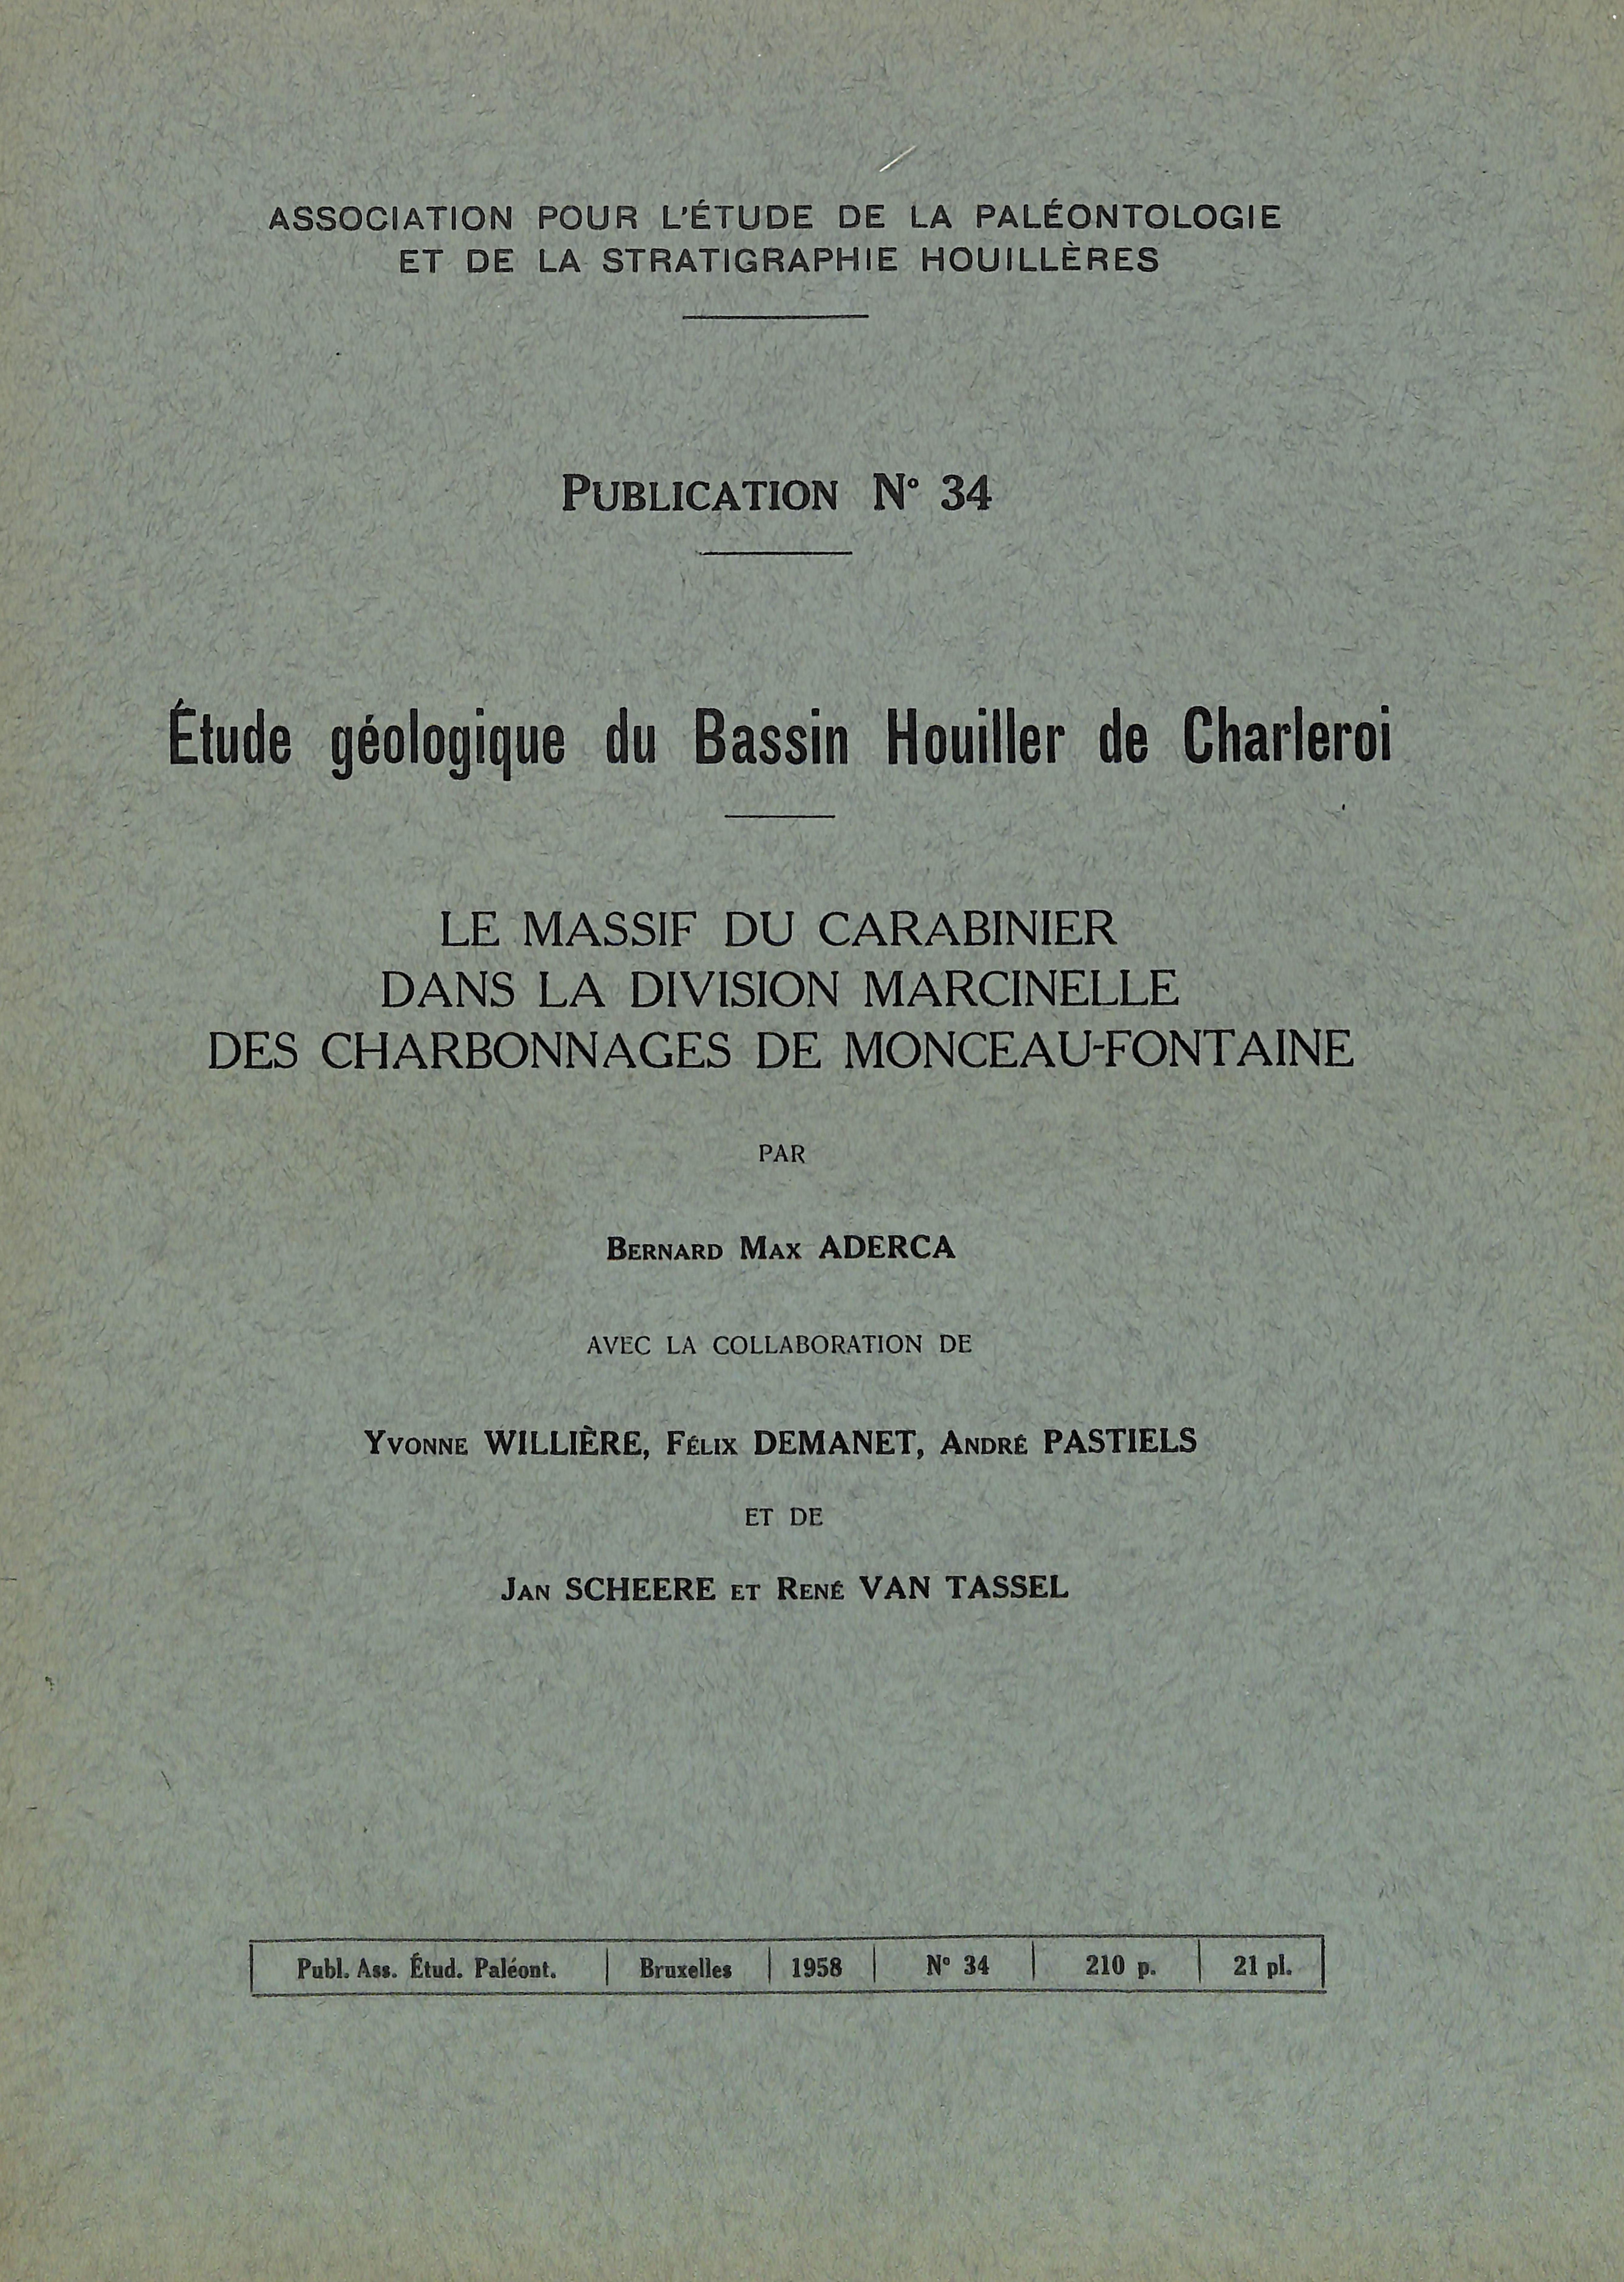 ASSOCIATION POUR L'ÉTUDE DE LA PALÉONTOLOGIE
ET DE LA STRATIGRAPHIE HOUILLÈRES
PUBLICATION N° 34
Étude géologique du Bassin Houiller de Charleroi
LE MASSIF DU CARABINIER
DANS LA DIVISION MARCINELLE
DES CHARBONNAGES DE MONCEAU-FONTAINE
PAR
BERNARD MAX ADERCA
AVEC LA COLLABORATION DE
YVONNE WILLIÈRE, FÉLIX DEMANET, ANDRÉ PASTIELS
ET DE
JAN SCHEERE ET RENÉ VAN TASSEL
Publ. Ass. Étud. Paléont. | Bruxelles | 1958 | N° 34 | 210 p. | 21 pl.